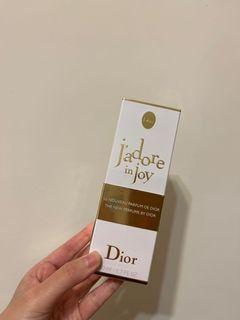 j'adore
in joy
LE NOUVEAU PARFUM DE DIOR
THE NEW PERFUME BY DIOR
Dior